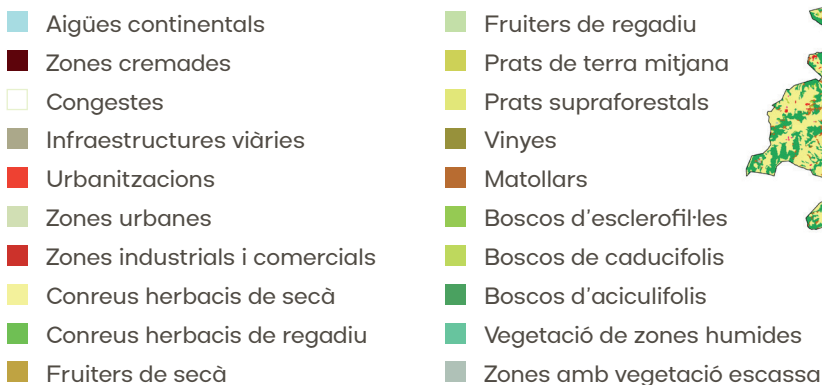 Aigües continentals
Zones cremades
Congestes
Infraestructures viàries
Urbanitzacions
Zones urbanes
Zones industrials i comercials
Conreus herbacis de secà
Conreus herbacis de regadiu
Fruiters de secà
Fruiters de regadiu
Prats de terra mitjana
Prats supraforestals
Vinyes
Matollars
Boscos d'esclerofil·les
Boscos de caducifolis
Boscos d'aciculifolis
Vegetació de zones humides
Zones amb vegetació escassa